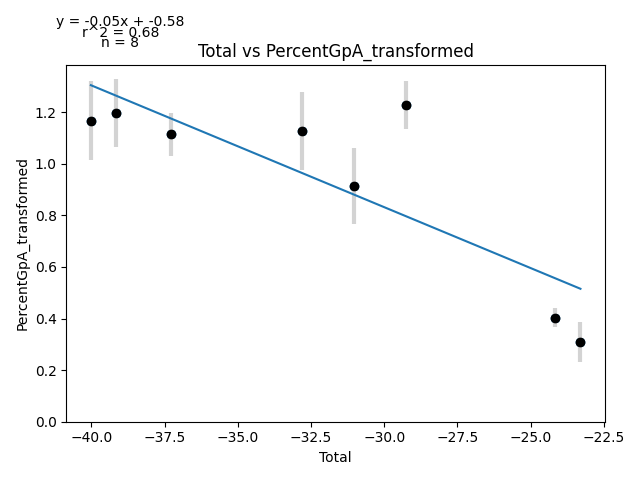 y = -0.05x + -0.58
r^2 = 0.68
n = 8
Total vs PercentGpA_transformed
PercentGpA_transformed
1.2
1.0
0.8
0.6
0.4
0.2
0.0
−40.0 −37.5 −35.0 −32.5 −30.0 −27.5 −25.0 −22.5
Total